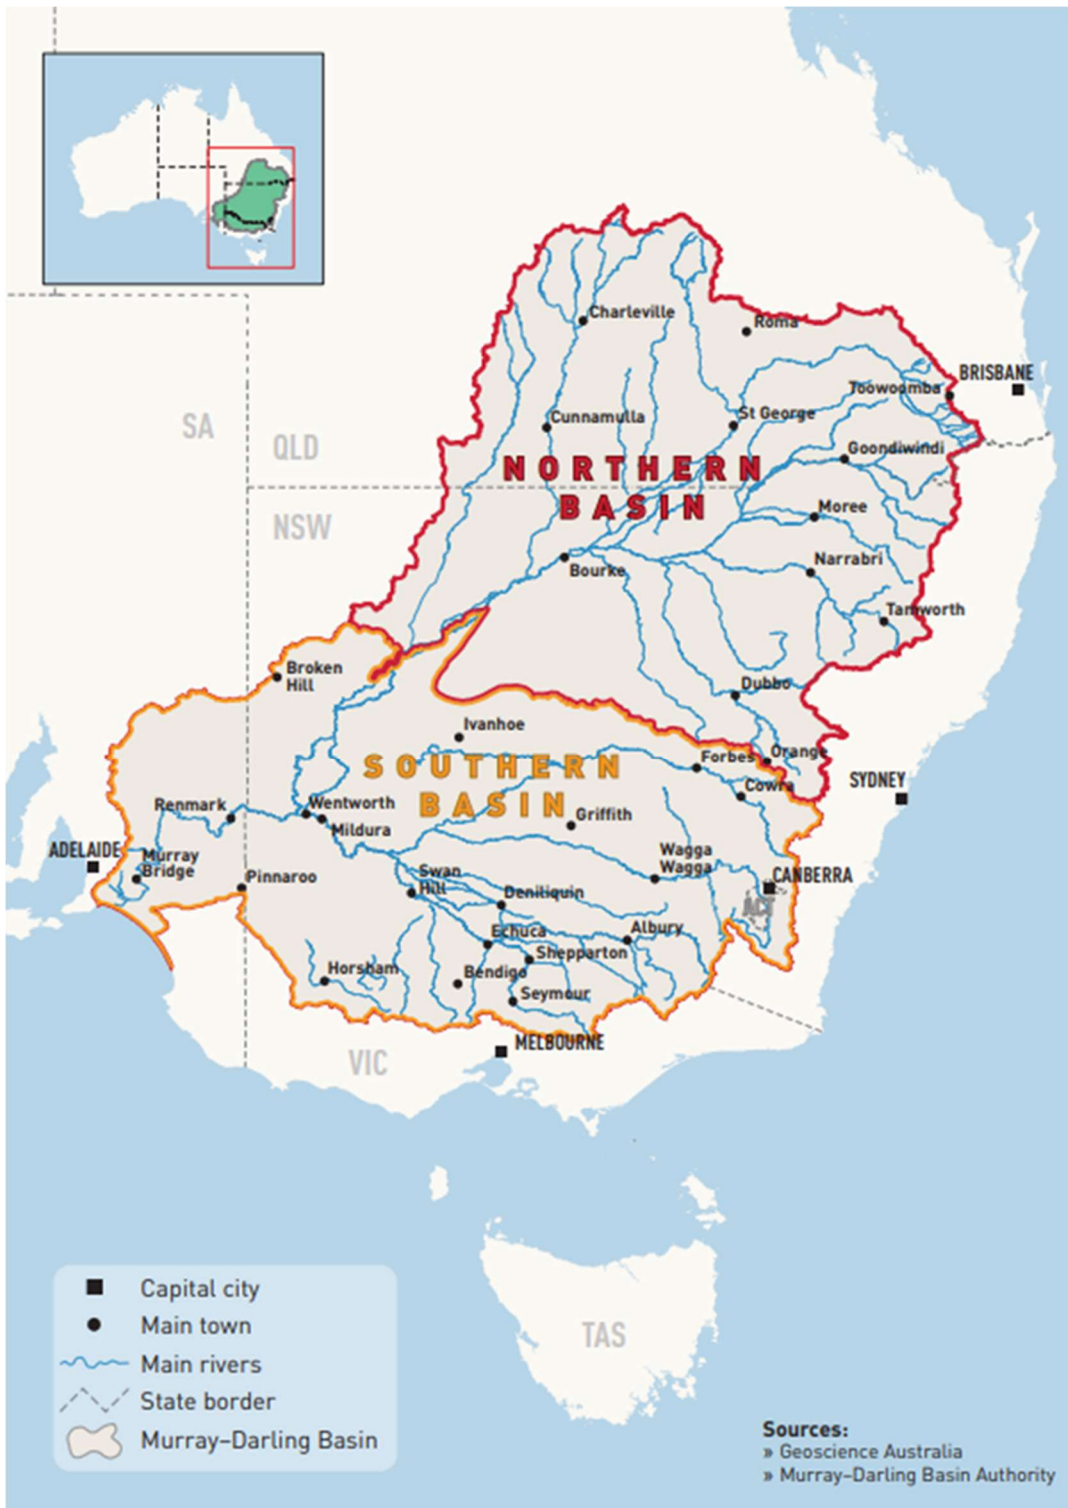 Charleville
Roma
BRISBANE
Toowoomba
Cunnamulla
St George
SA
QLD
Goondiwindi
NORTHERN
BASIN
NSW
Moree
Bourke
Narrabri
Tamworth
Broken
Hill
Dubbo
Ivanhoe
Orange
Forbes
SOUTHERN
BASIN
SYDNEY
Cowra
Renmark
Wentworth
Griffith
Mildura
ADELAIDE
Murray
Bridge
Wagga
Wagga
Pinnaroo
Swan
Hill
CANBERRA
Deniliquin
ACT
Echuca
Albury
Shepparton
Horsham
Bendigo
Seymour
MELBOURNE
VIC
TAS
Capital city
Main town
Main rivers
State border
Murray–Darling Basin
Sources:
» Geoscience Australia
» Murray–Darling Basin Authority